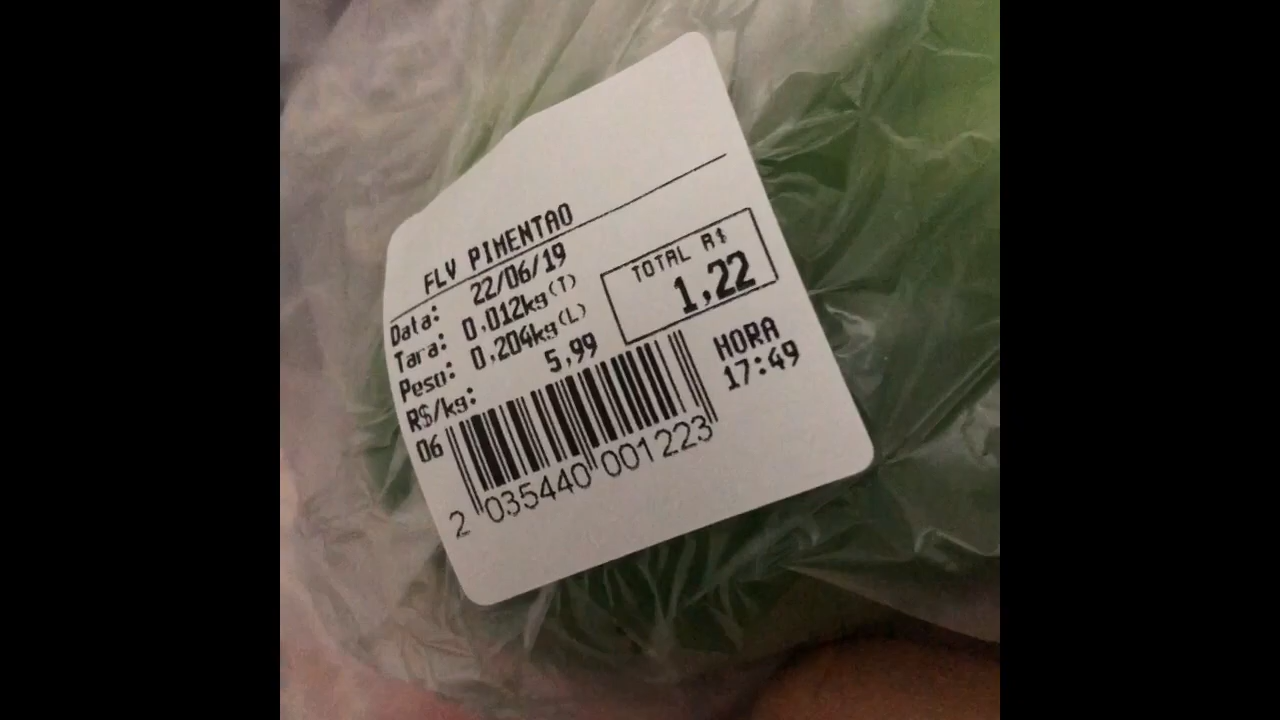 FLV PIMENTAO
Data: 22/06/19
Tara: 0,012kg(T)
Peso: 0,204kg(L)
R$/kg: 5,99
TOTAL R$
1,22
HORA
17:49
06
2 035440 001223